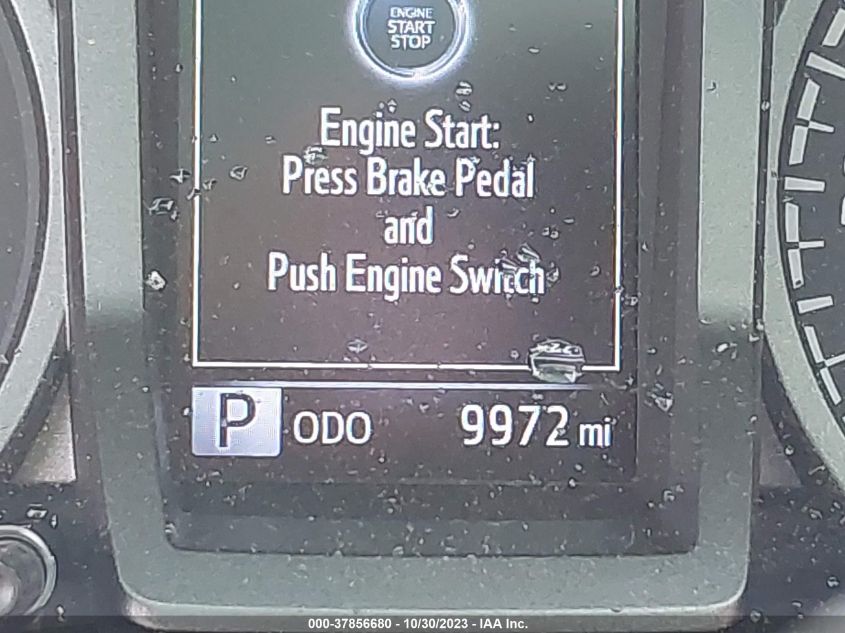 ENGINE
START
STOP
Engine Start:
Press Brake Pedal
and
Push Engine Switch
P ODO 9972 mi
000-37856680 - 10/30/2023 - IAA Inc.